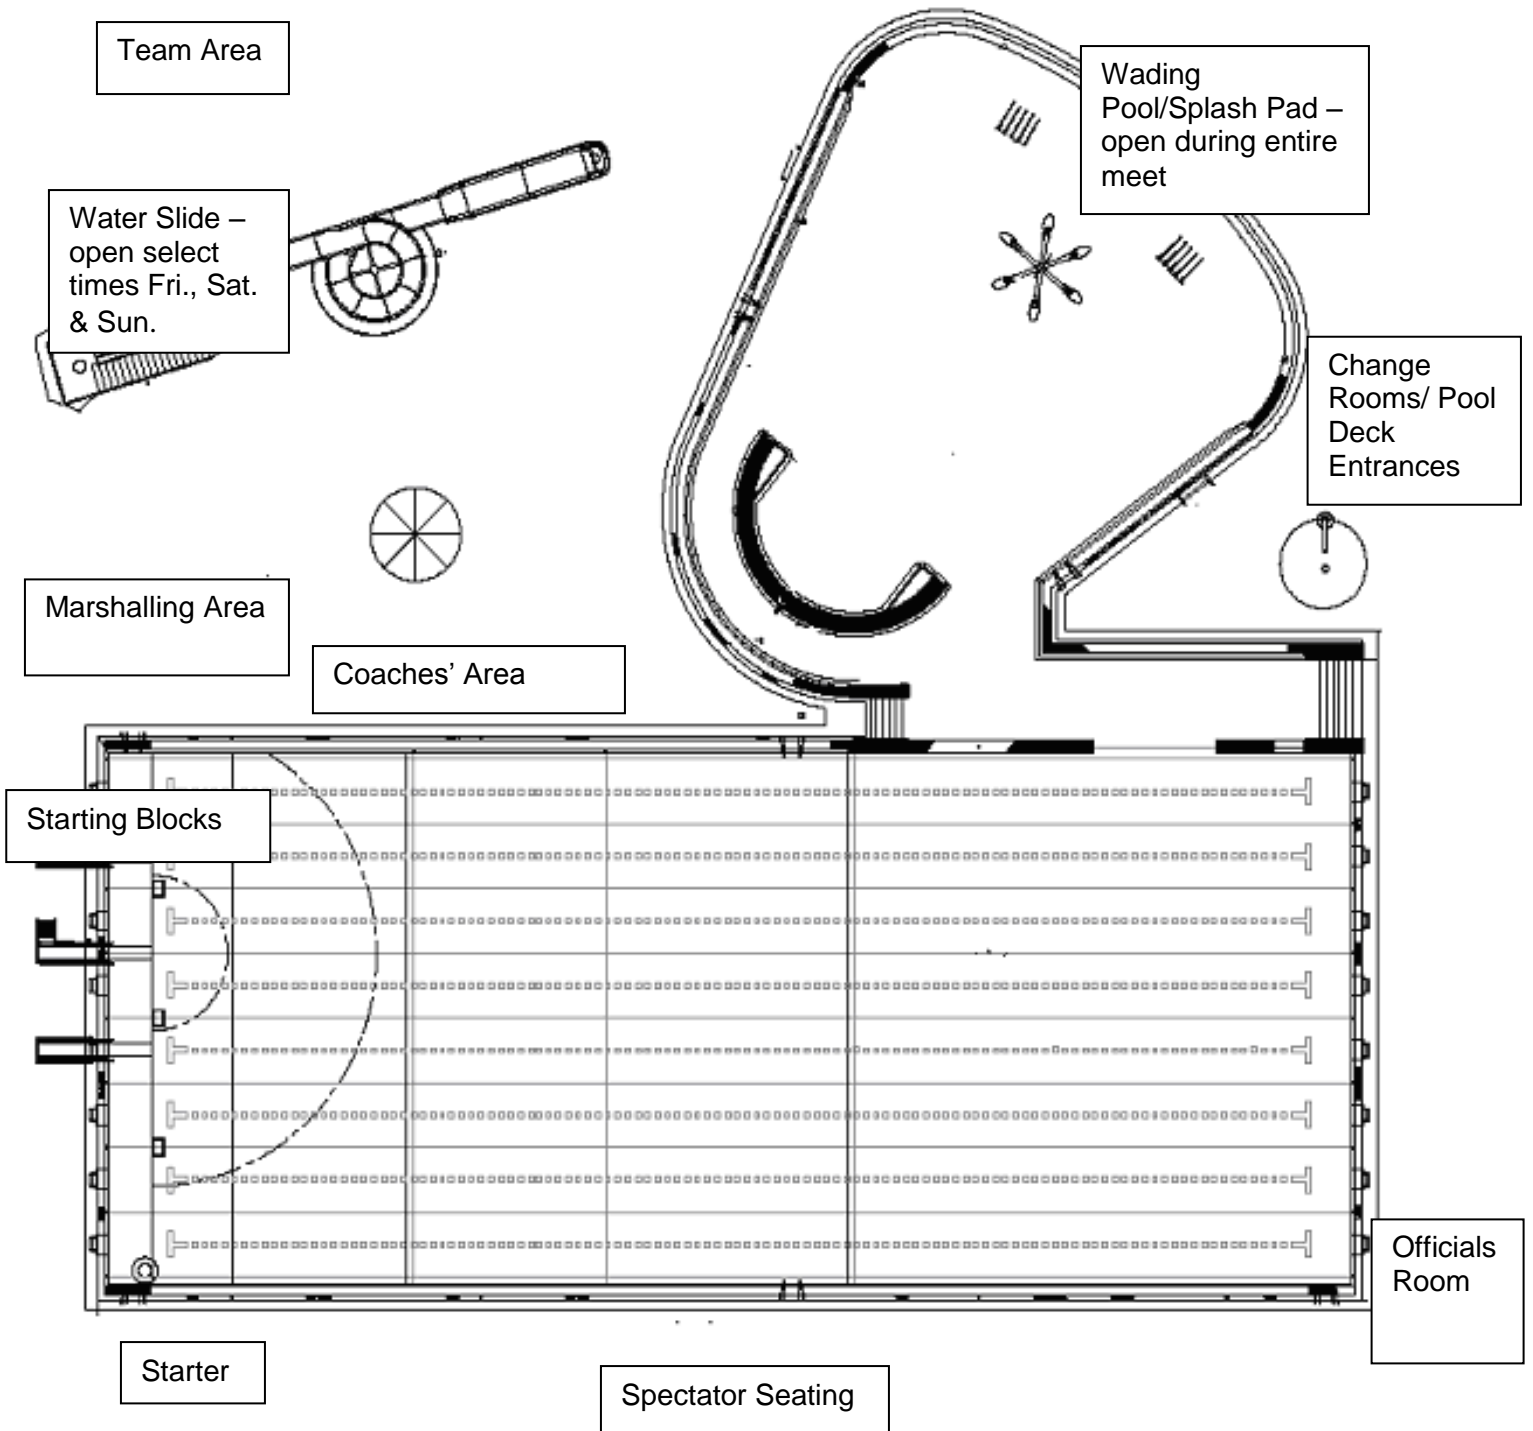 Team Area
Wading
Pool/Splash Pad –
open during entire
meet
Water Slide –
open select
times Fri., Sat.
& Sun.
Change
Rooms/ Pool
Deck
Entrances
Marshalling Area
Coaches’ Area
Starting Blocks
Officials
Room
Starter
Spectator Seating